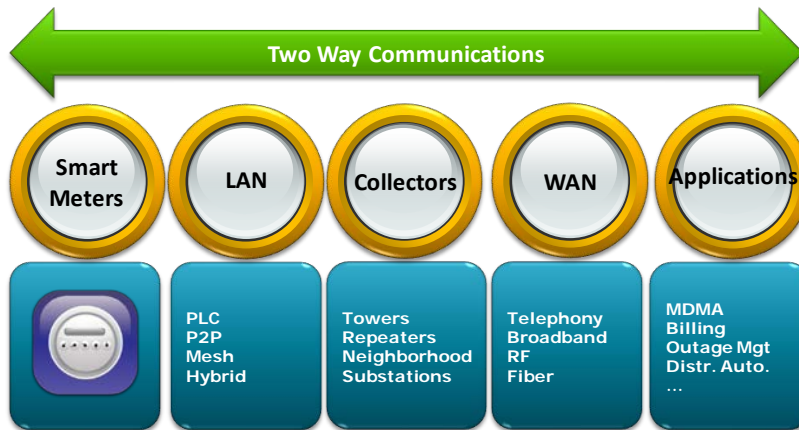 Two Way Communications
Smart
Meters
LAN
Collectors
WAN
Applications
PLC
P2P
Mesh
Hybrid
Towers
Repeaters
Neighborhood
Substations
Telephony
Broadband
RF
Fiber
MDMA
Billing
Outage Mgt
Distr. Auto.
...